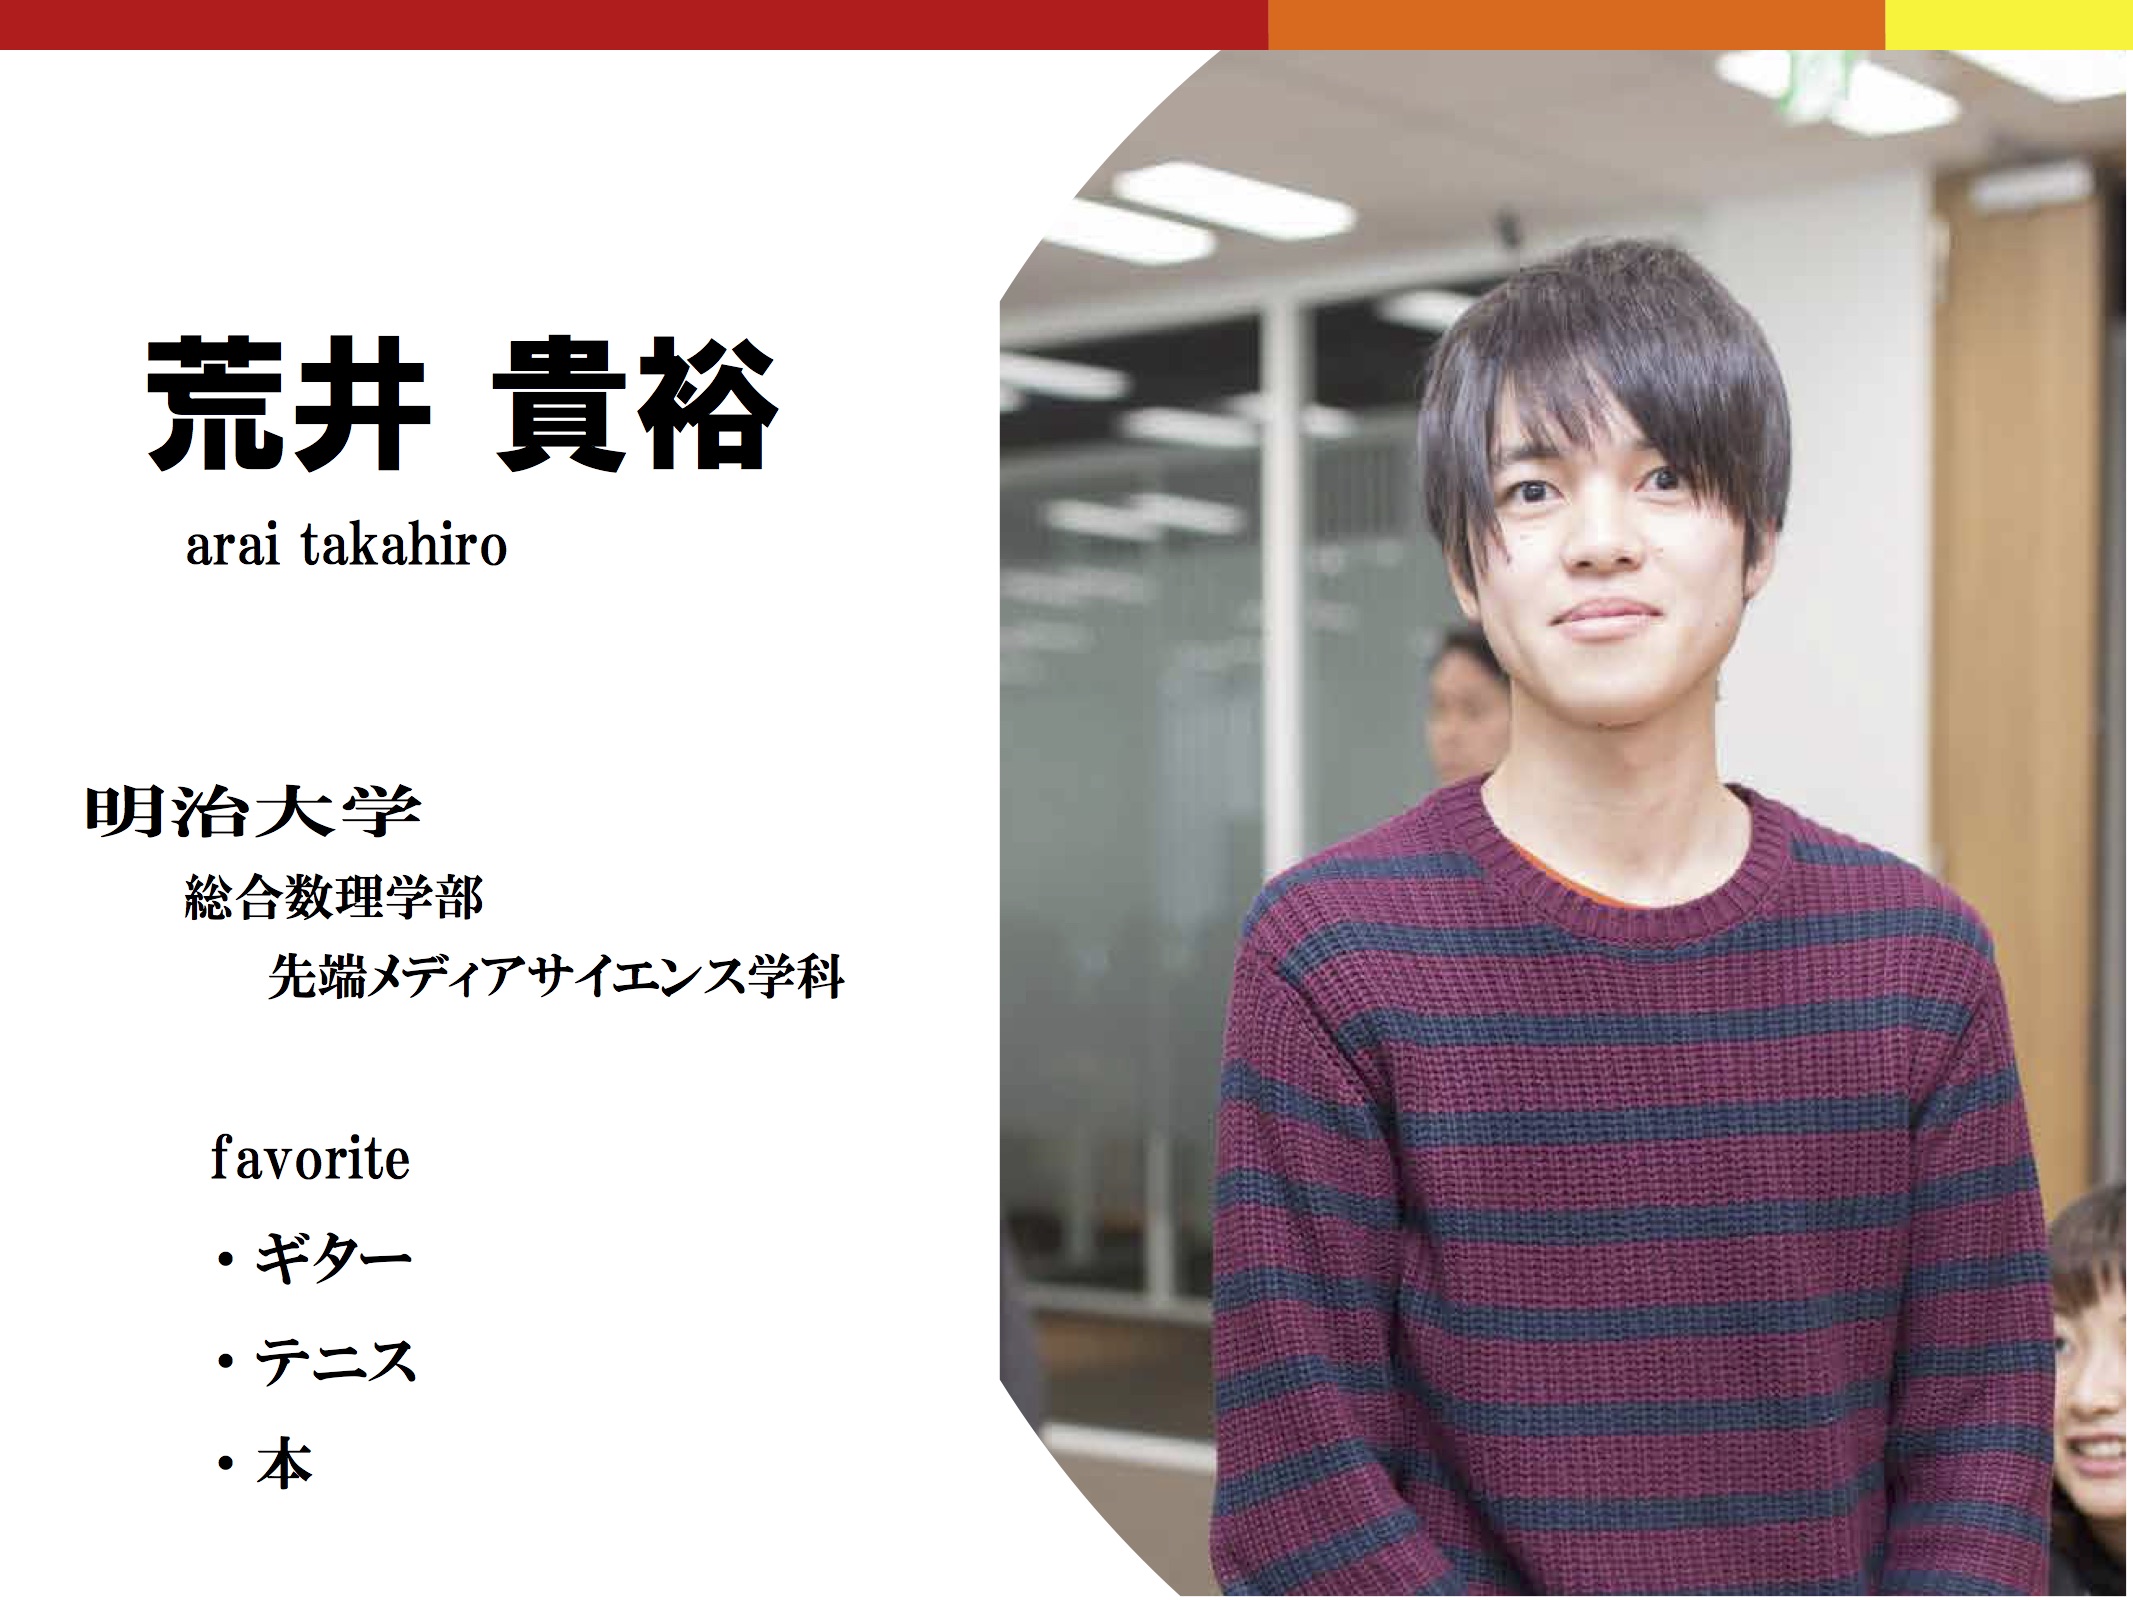 荒井 貴裕
arai takahiro
明治大学
総合数理学部
先端メディアサイエンス学科
favorite
・ギター
・テニス
・本